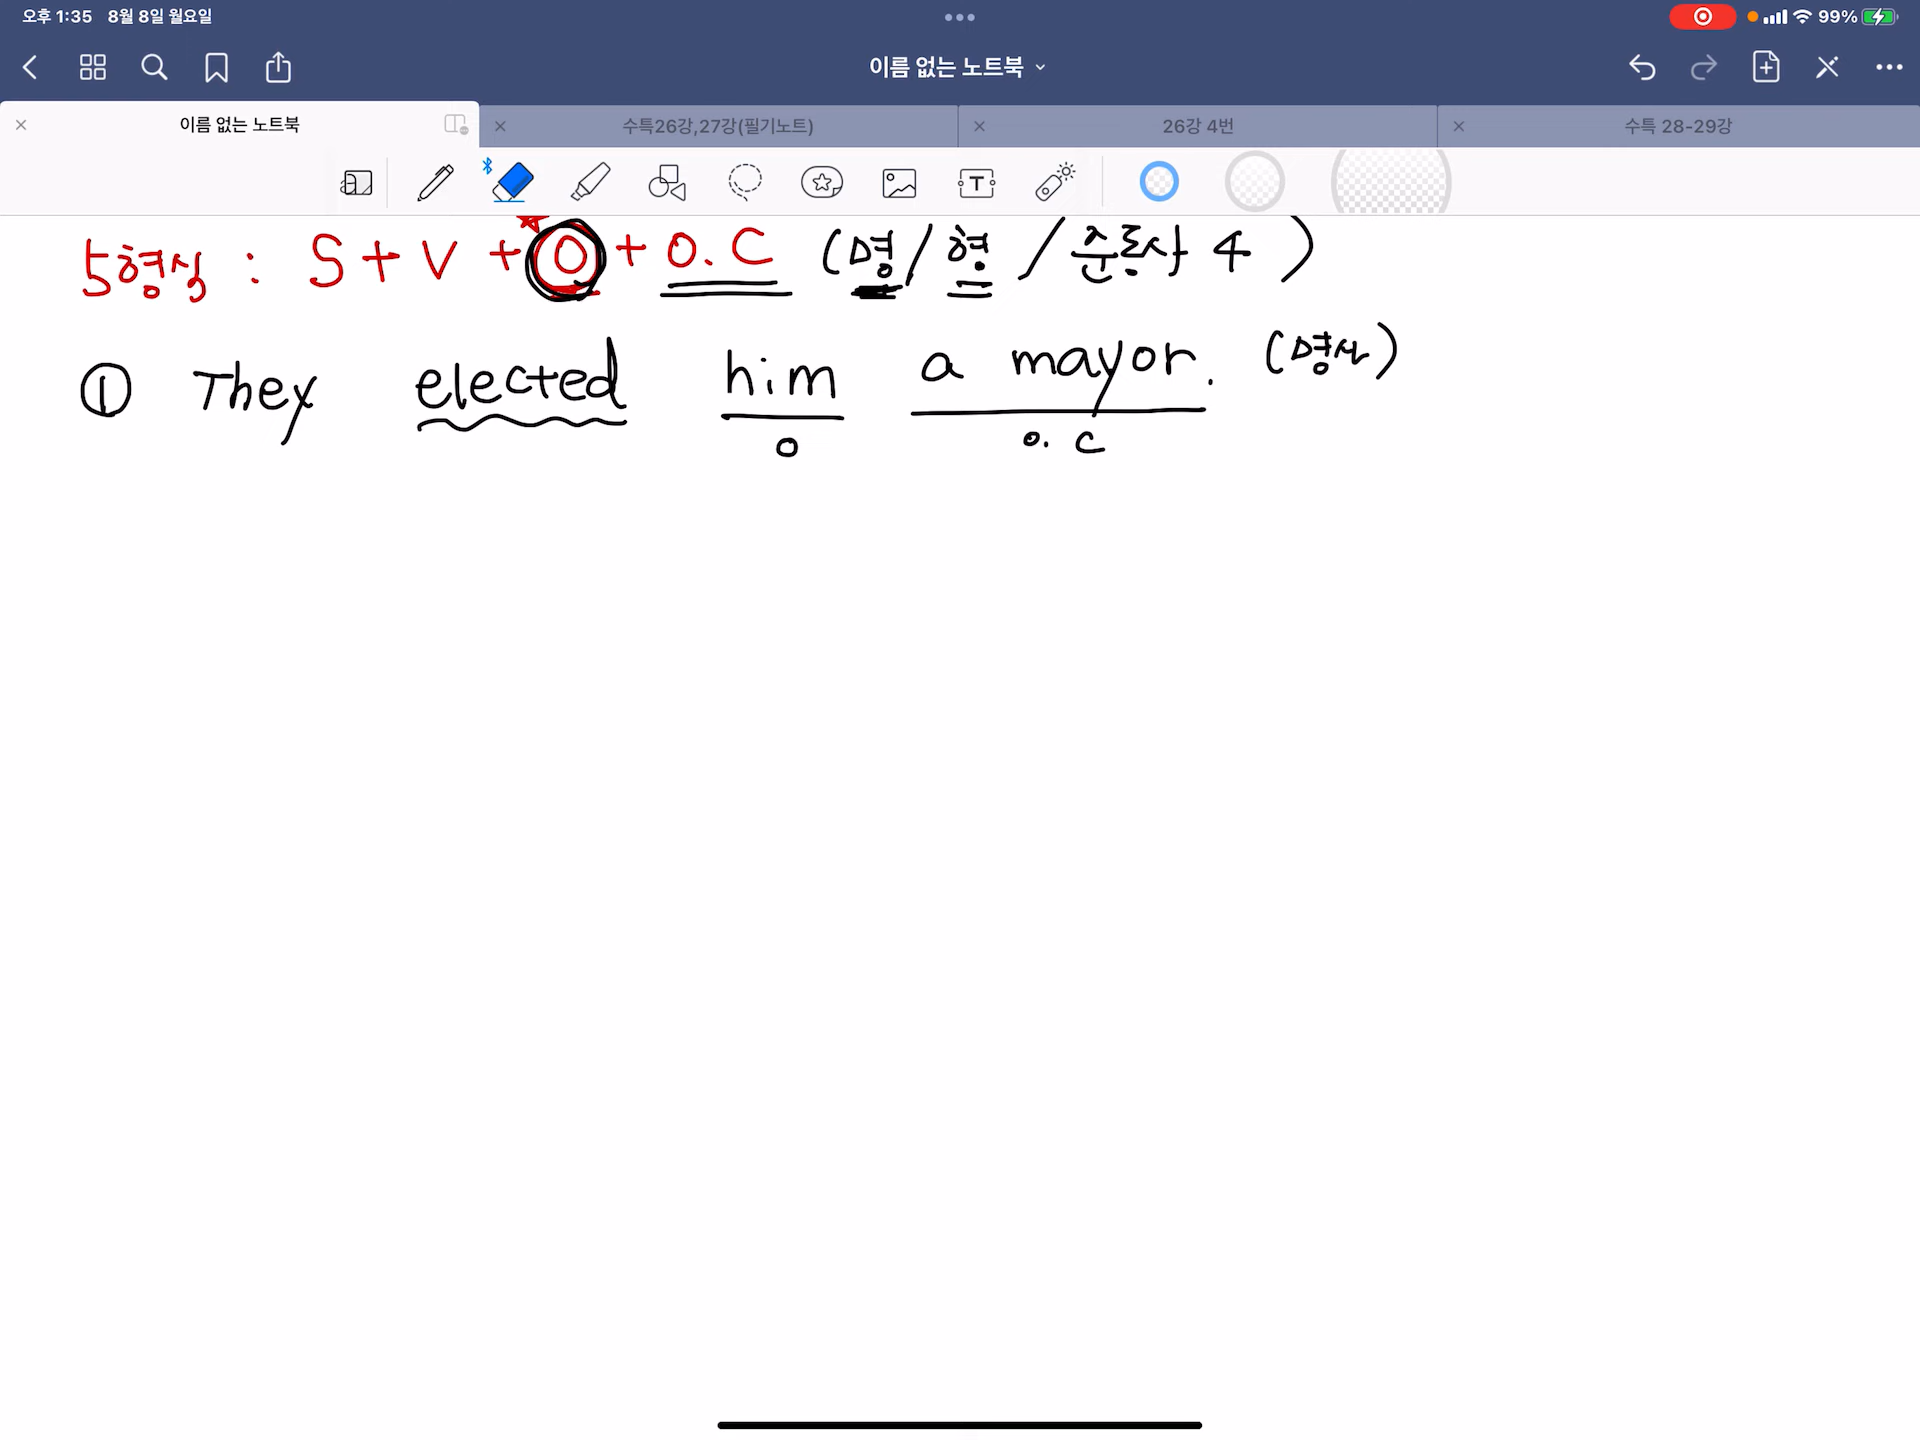 오후 1:35 8월 8일 월요일 99%
이름 없는 노트북
이름 없는 노트북 수특26강,27강(필기노트) 26강 4번 수특 28-29강
5형식 : S + V + O + O.C (명/형/준동사 4)
① They elected him a mayor. (명사)
O O.C